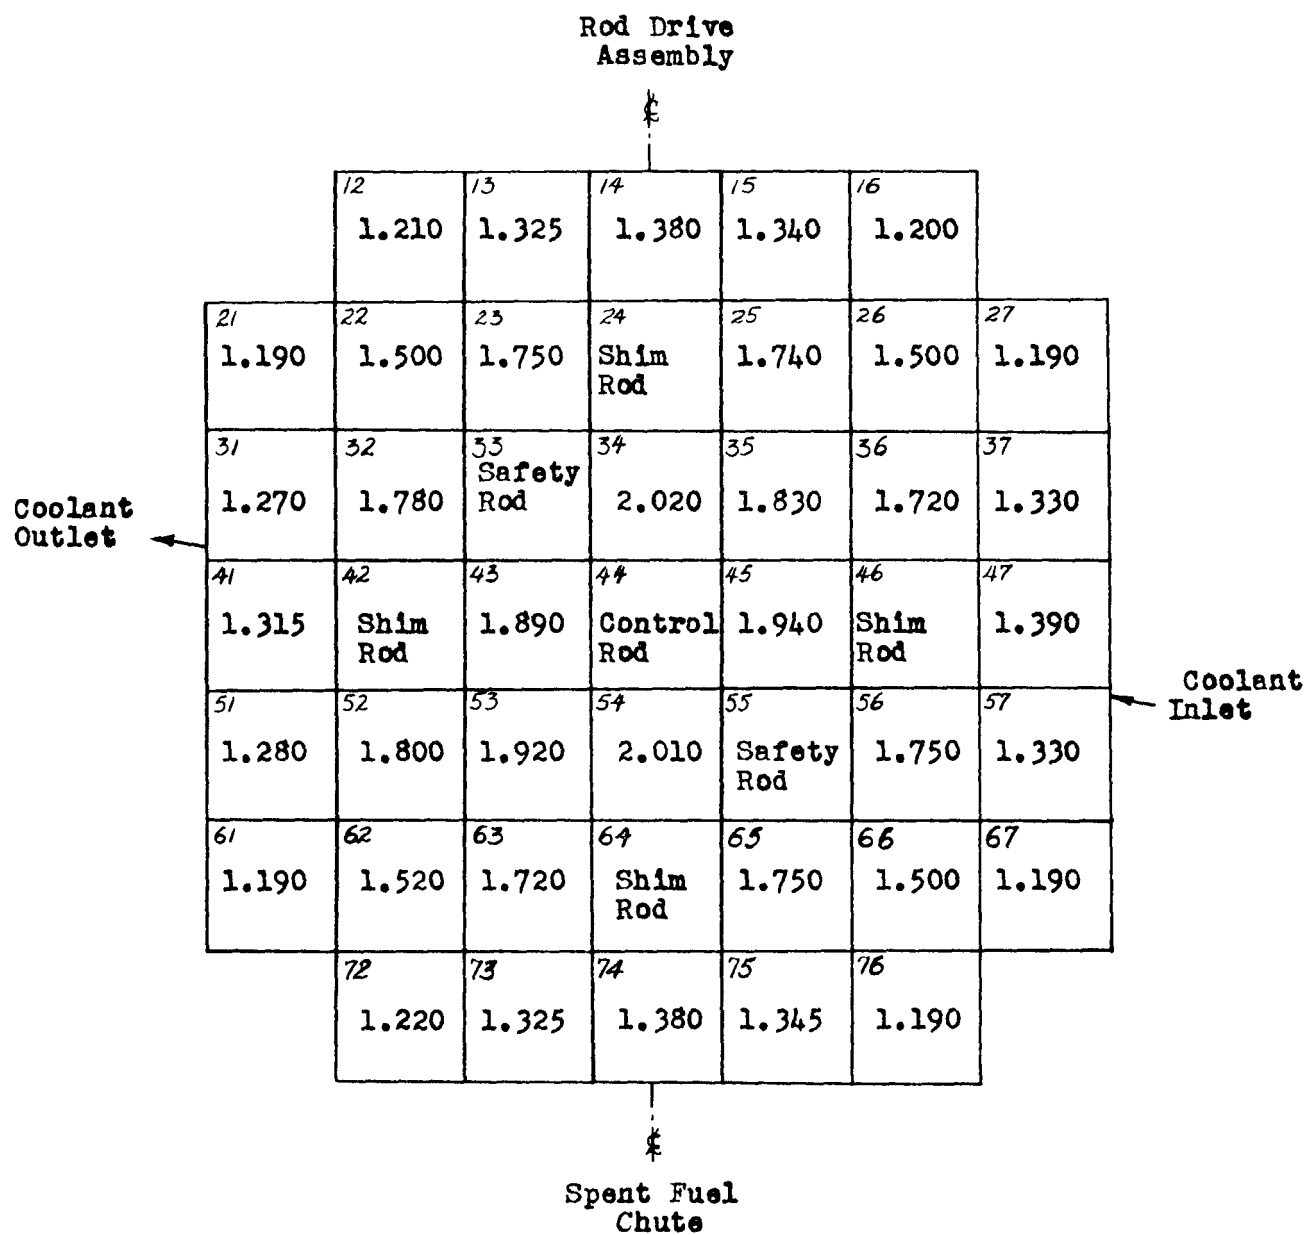 Rod Drive
Assembly
℄
12 13 14 15 16
1.210 1.325 1.380 1.340 1.200
21 22 23 24 25 26 27
1.190 1.500 1.750 Shim 1.740 1.500 1.190
Rod
31 32 33 34 35 36 37
Safety
1.270 1.780 Rod 2.020 1.830 1.720 1.330
Coolant
Outlet
41 42 43 44 45 46 47
1.315 Shim 1.890 Control 1.940 Shim 1.390
Rod Rod Rod
Coolant
Inlet
51 52 53 54 55 56 57
1.280 1.800 1.920 2.010 Safety 1.750 1.330
Rod
61 62 63 64 65 66 67
1.190 1.520 1.720 Shim 1.750 1.500 1.190
Rod
72 73 74 75 76
1.220 1.325 1.380 1.345 1.190
℄
Spent Fuel
Chute